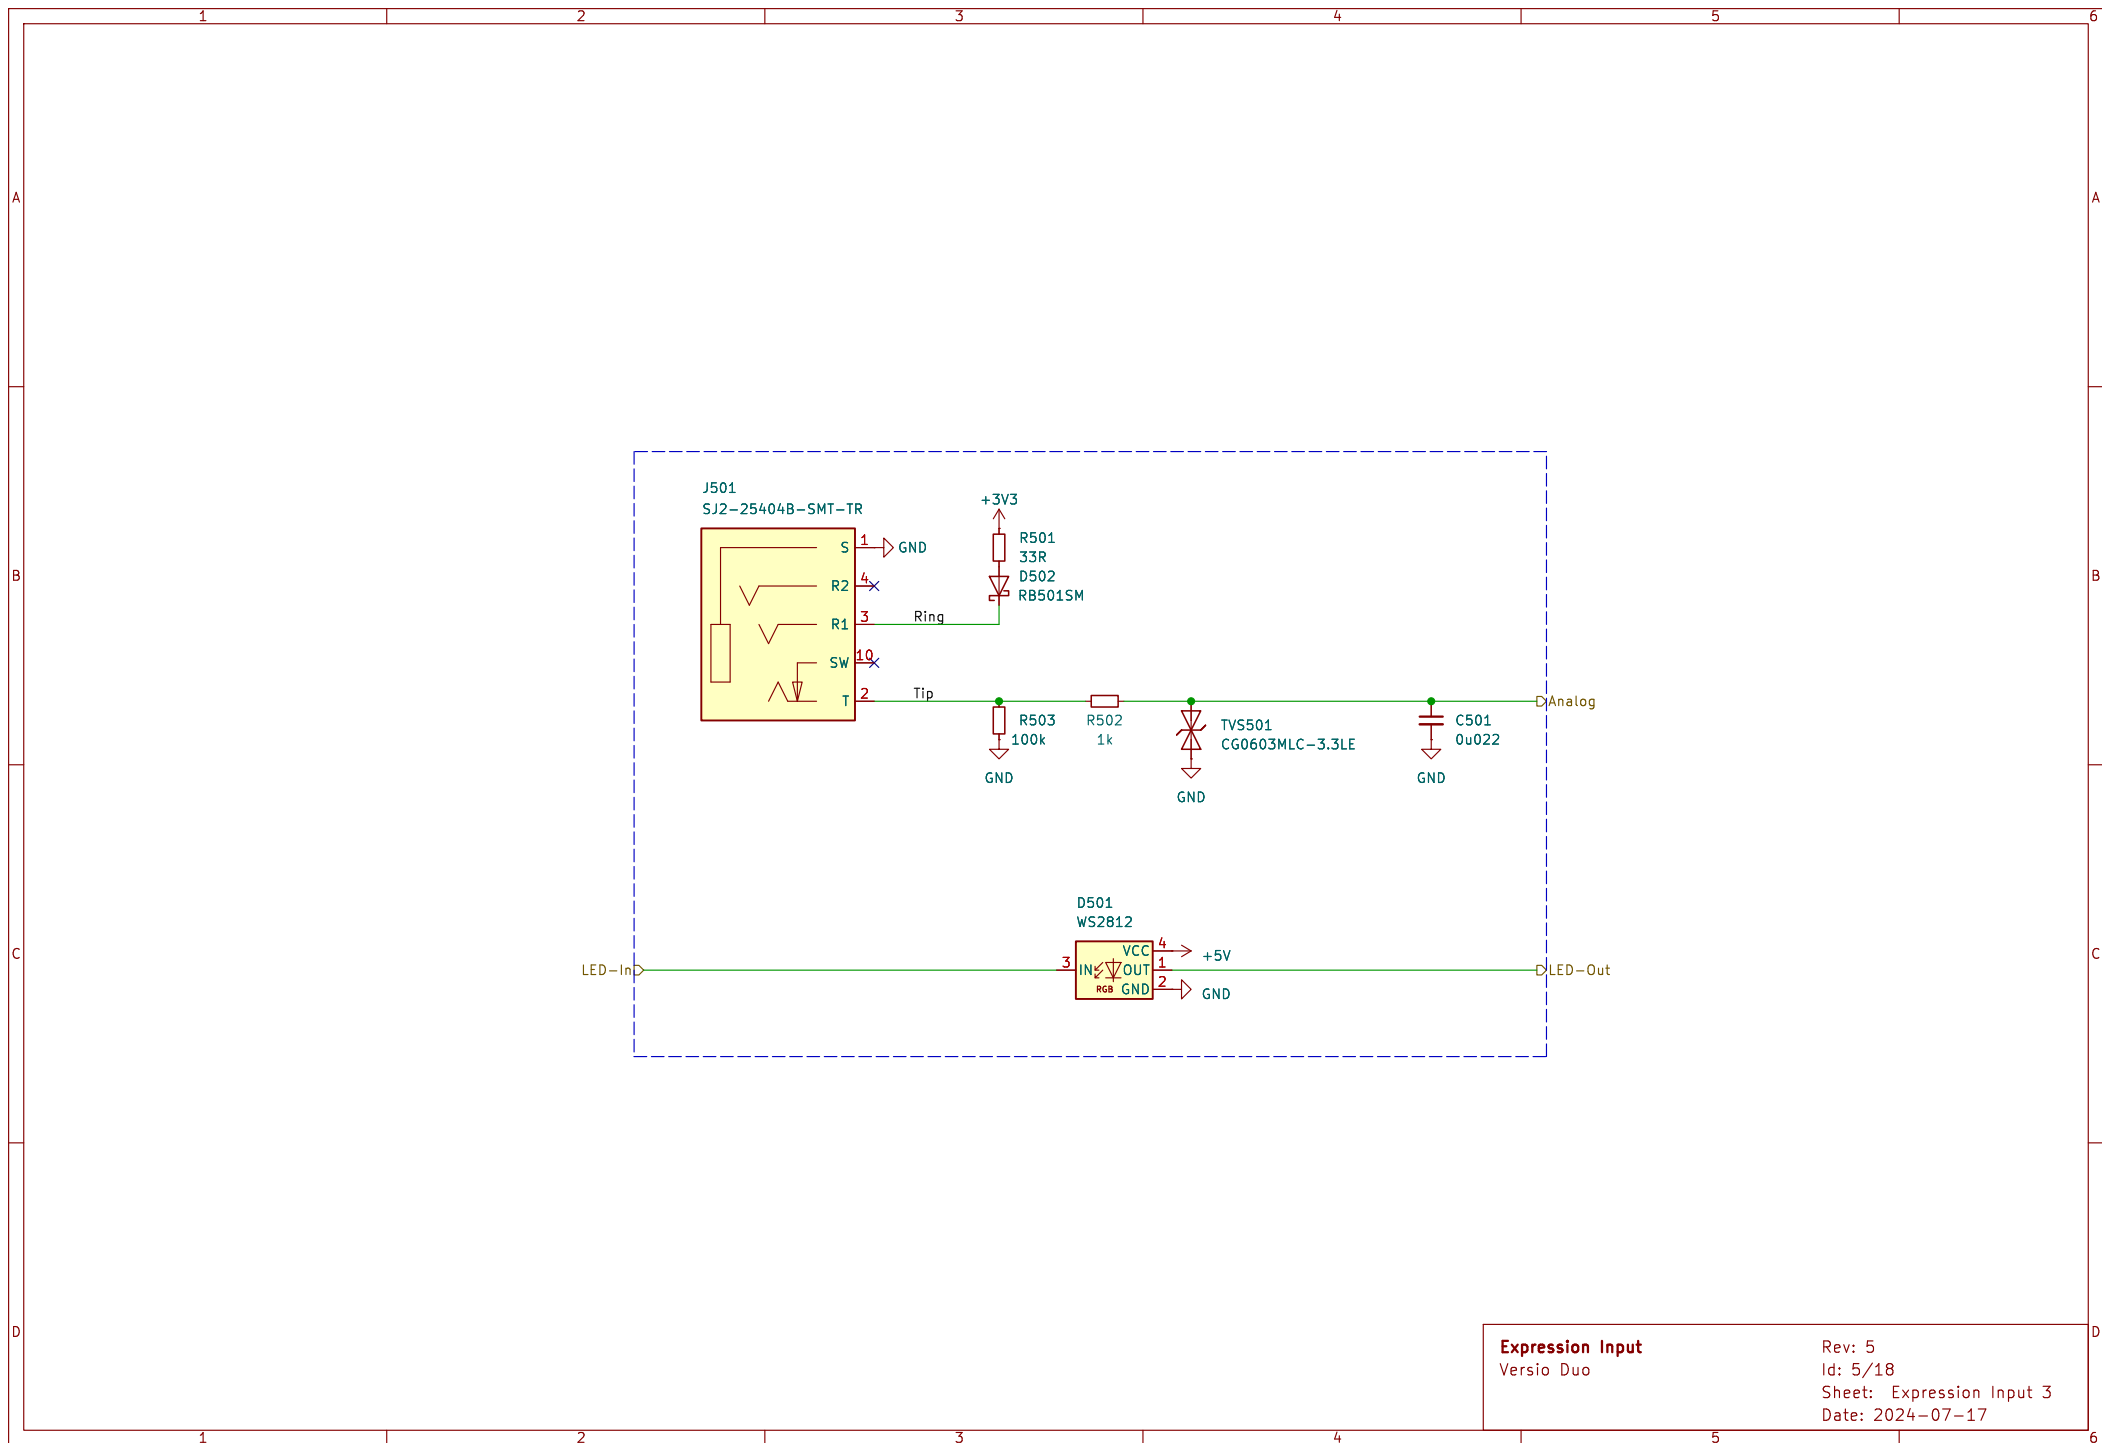 1 2 3 4 5 6
A A
J501
SJ2-25404B-SMT-TR
+3V3
R501
33R
D502
RB501SM
S 1 GND
R2 4
R1 3 Ring
SW 10
T 2 Tip
B B
R503
100k
GND
R502
1k
TVS501
CG0603MLC-3.3LE
GND
C501
0u022
GND
Analog
D501
WS2812
VCC 4 +5V
LED-In 3 IN OUT 1 LED-Out
RGB GND 2 GND
C C
D D
Expression Input
Versio Duo
Rev: 5
Id: 5/18
Sheet: Expression Input 3
Date: 2024-07-17
1 2 3 4 5 6